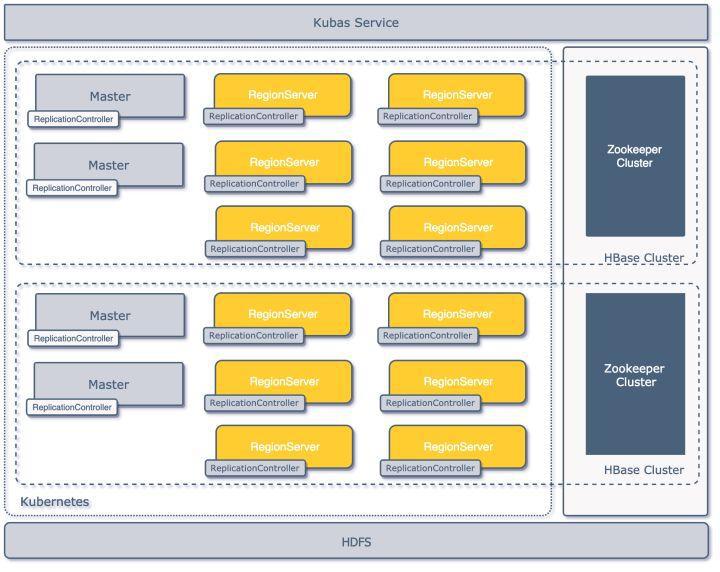 Kubas Service
Master
ReplicationController
RegionServer
ReplicationController
RegionServer
ReplicationController
Master
ReplicationController
RegionServer
ReplicationController
RegionServer
ReplicationController
RegionServer
ReplicationController
RegionServer
ReplicationController
Zookeeper
Cluster
HBase Cluster
Master
ReplicationController
RegionServer
ReplicationController
RegionServer
ReplicationController
Master
ReplicationController
RegionServer
ReplicationController
RegionServer
ReplicationController
RegionServer
ReplicationController
RegionServer
ReplicationController
Zookeeper
Cluster
HBase Cluster
Kubernetes
HDFS